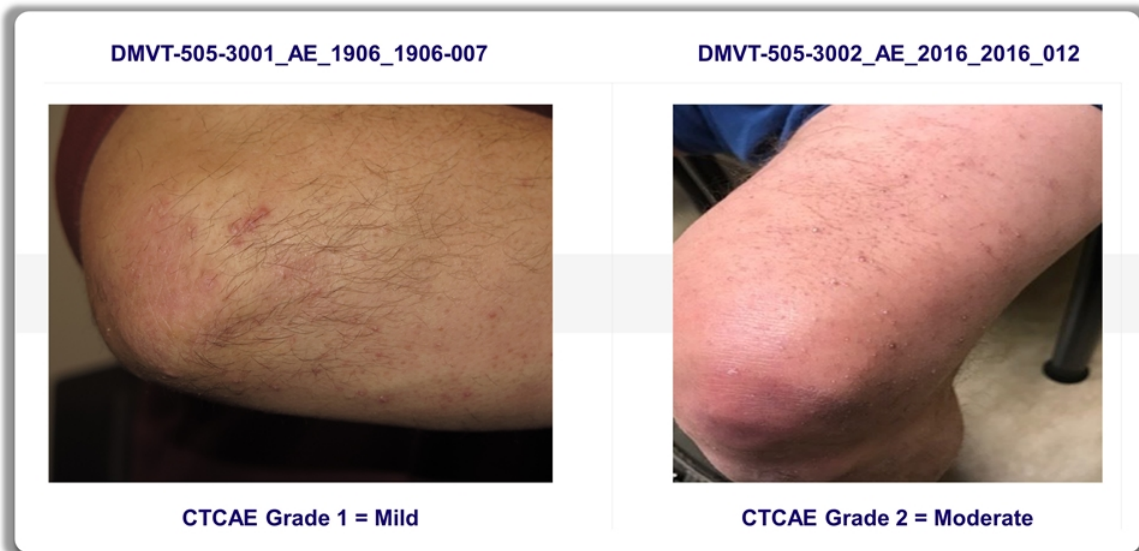 DMVT-505-3001_AE_1906_1906-007
DMVT-505-3002_AE_2016_2016_012
CTCAE Grade 1 = Mild
CTCAE Grade 2 = Moderate